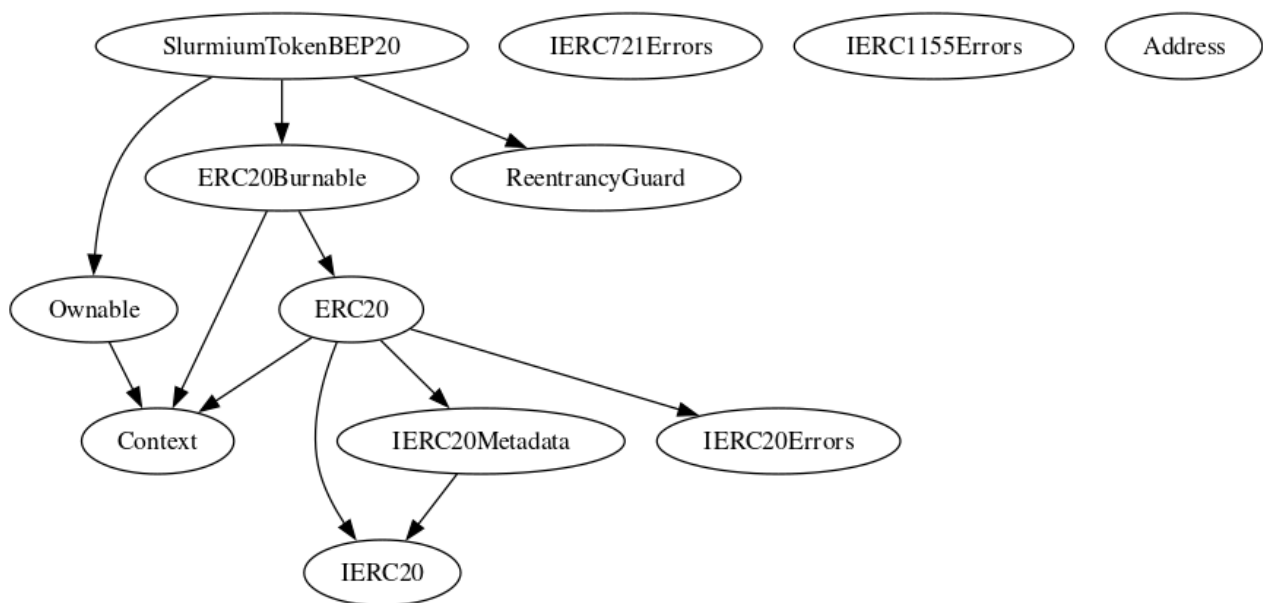 SlurmiumTokenBEP20
IERC721Errors
IERC1155Errors
Address
ERC20Burnable
ReentrancyGuard
Ownable
ERC20
Context
IERC20Metadata
IERC20Errors
IERC20